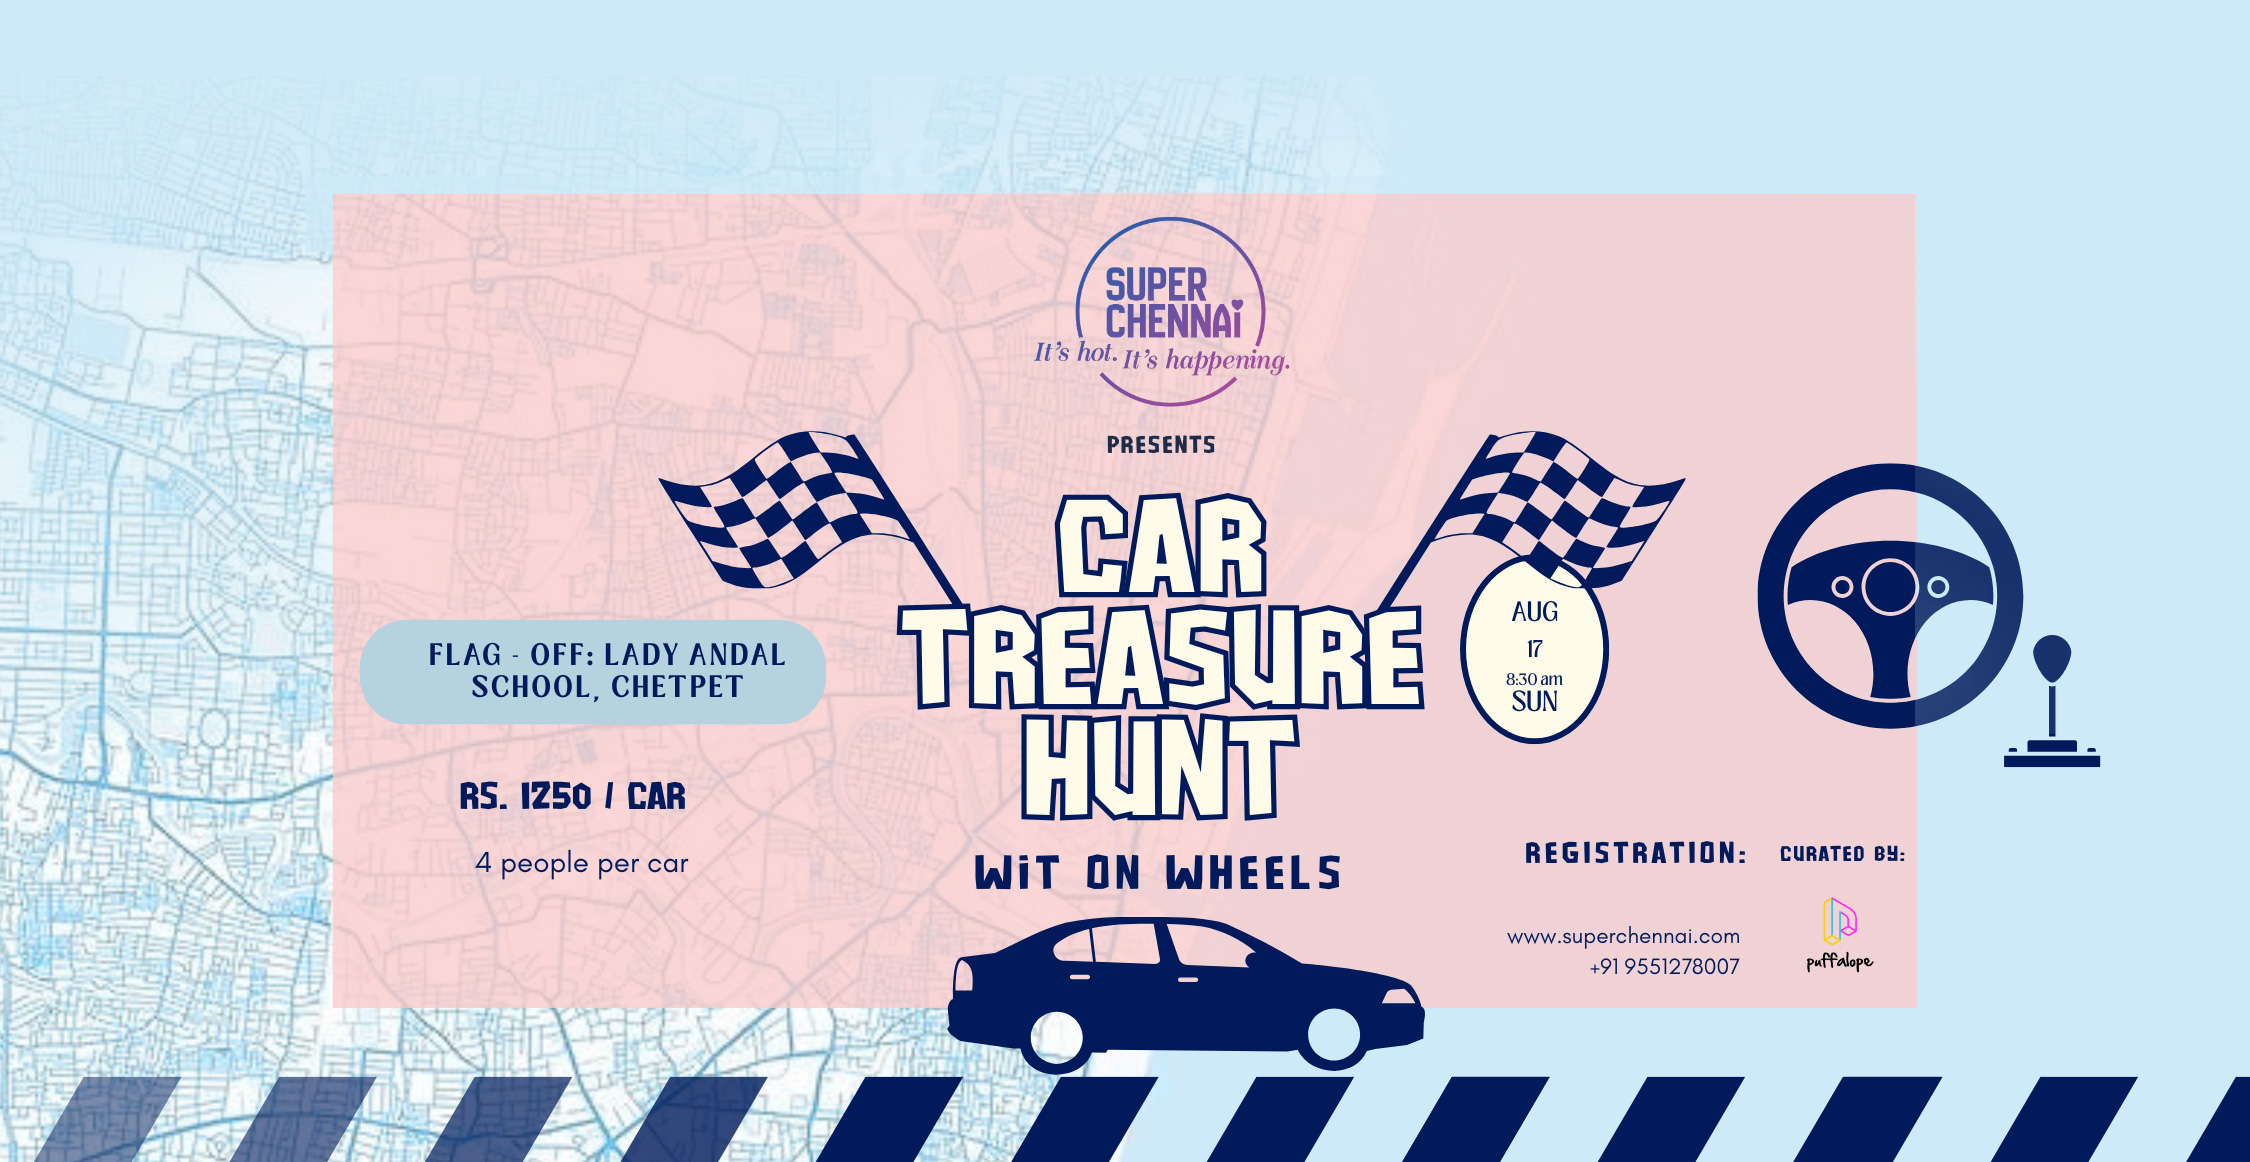 SUPER
CHENNAi
It's hot. It's happening.
PRESENTS
CAR
TREASURE
HUNT
WiT ON WHEELS
FLAG - OFF: LADY ANDAL
SCHOOL, CHETPET
RS. 1250 / CAR
4 people per car
AUG
17
8:30 am
SUN
REGISTRATION:
www.superchennai.com
+91 9551278007
CURATED BY:
puffalope